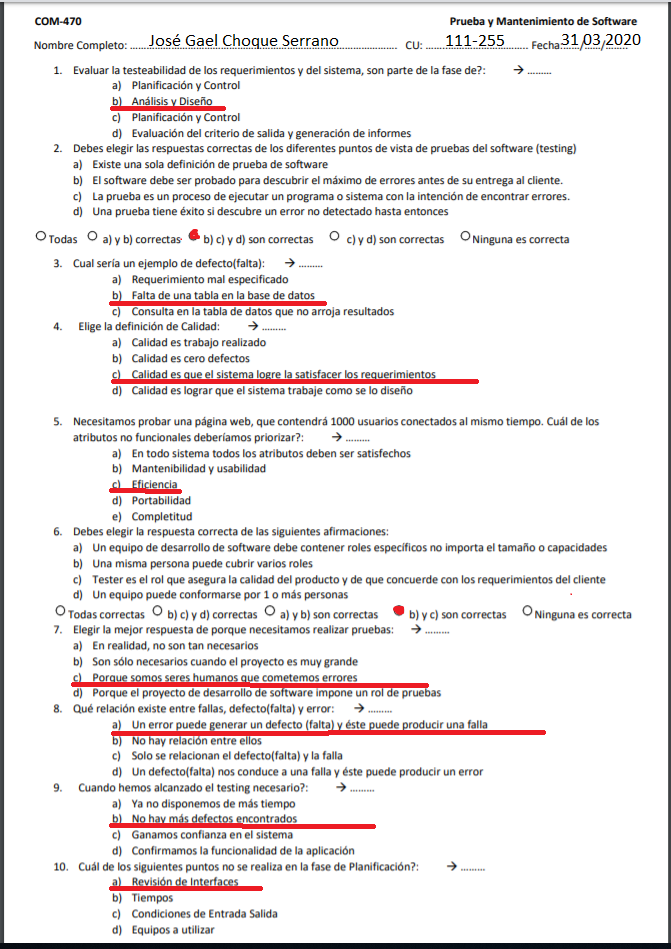 COM-470 Prueba y Mantenimiento de Software
Nombre Completo: ..... José Gael Choque Serrano ..... CU: ..... 111-255 ..... Fecha: 31/03/2020
1. Evaluar la testeabilidad de los requerimientos y del sistema, son parte de la fase de?: → .........
a) Planificación y Control
b) Análisis y Diseño
c) Planificación y Control
d) Evaluación del criterio de salida y generación de informes
2. Debes elegir las respuestas correctas de los diferentes puntos de vista de pruebas del software (testing)
a) Existe una sola definición de prueba de software
b) El software debe ser probado para descubrir el máximo de errores antes de su entrega al cliente.
c) La prueba es un proceso de ejecutar un programa o sistema con la intención de encontrar errores.
d) Una prueba tiene éxito si descubre un error no detectado hasta entonces
Todas a) y b) correctas b) c) y d) son correctas c) y d) son correctas Ninguna es correcta
3. Cual sería un ejemplo de defecto(falta): → .........
a) Requerimiento mal especificado
b) Falta de una tabla en la base de datos
c) Consulta en la tabla de datos que no arroja resultados
4. Elige la definición de Calidad: → .........
a) Calidad es trabajo realizado
b) Calidad es cero defectos
c) Calidad es que el sistema logre la satisfacer los requerimientos
d) Calidad es lograr que el sistema trabaje como se lo diseño
5. Necesitamos probar una página web, que contendrá 1000 usuarios conectados al mismo tiempo. Cuál de los
atributos no funcionales deberíamos priorizar?: → .........
a) En todo sistema todos los atributos deben ser satisfechos
b) Mantenibilidad y usabilidad
c) Eficiencia
d) Portabilidad
e) Completitud
6. Debes elegir la respuesta correcta de las siguientes afirmaciones:
a) Un equipo de desarrollo de software debe contener roles específicos no importa el tamaño o capacidades
b) Una misma persona puede cubrir varios roles
c) Tester es el rol que asegura la calidad del producto y de que concuerde con los requerimientos del cliente
d) Un equipo puede conformarse por 1 o más personas
Todas correctas b) c) y d) correctas a) y b) son correctas b) y c) son correctas Ninguna es correcta
7. Elegir la mejor respuesta de porque necesitamos realizar pruebas: → .........
a) En realidad, no son tan necesarios
b) Son sólo necesarios cuando el proyecto es muy grande
c) Porque somos seres humanos que cometemos errores
d) Porque el proyecto de desarrollo de software impone un rol de pruebas
8. Qué relación existe entre fallas, defecto(falta) y error: → .........
a) Un error puede generar un defecto (falta) y éste puede producir una falla
b) No hay relación entre ellos
c) Solo se relacionan el defecto(falta) y la falla
d) Un defecto(falta) nos conduce a una falla y éste puede producir un error
9. Cuando hemos alcanzado el testing necesario?: → .........
a) Ya no disponemos de más tiempo
b) No hay más defectos encontrados
c) Ganamos confianza en el sistema
d) Confirmamos la funcionalidad de la aplicación
10. Cuál de los siguientes puntos no se realiza en la fase de Planificación?: → .........
a) Revisión de Interfaces
b) Tiempos
c) Condiciones de Entrada Salida
d) Equipos a utilizar